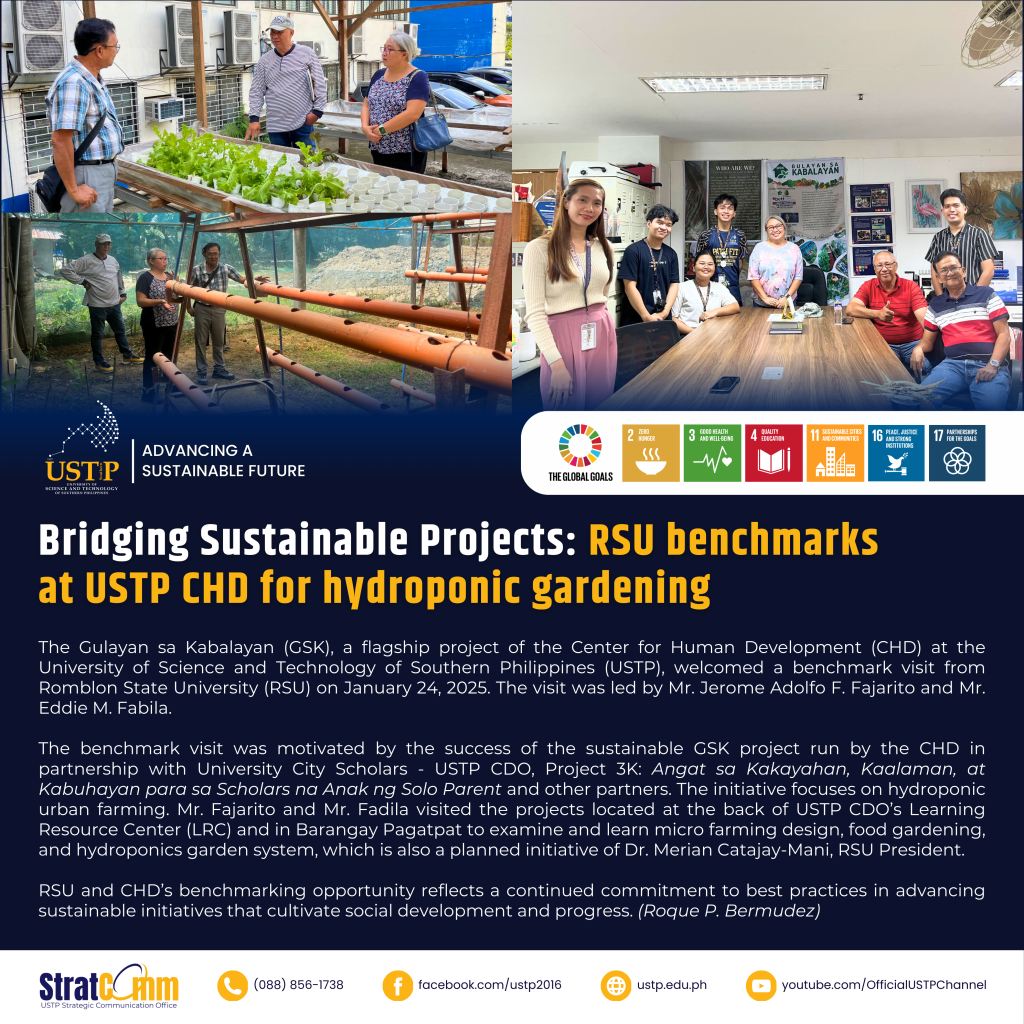 WHO ARE WE?
GULAYAN SA
KABALAYAN
USTP
UNIVERSITY OF
SCIENCE AND TECHNOLOGY
OF SOUTHERN PHILIPPINES
ADVANCING A
SUSTAINABLE FUTURE
THE GLOBAL GOALS
2 ZERO
HUNGER
3 GOOD HEALTH
AND WELL-BEING
4 QUALITY
EDUCATION
11 SUSTAINABLE CITIES
AND COMMUNITIES
16 PEACE, JUSTICE
AND STRONG
INSTITUTIONS
17 PARTNERSHIPS
FOR THE GOALS
Bridging Sustainable Projects: RSU benchmarks
at USTP CHD for hydroponic gardening
The Gulayan sa Kabalayan (GSK), a flagship project of the Center for Human Development (CHD) at the
University of Science and Technology of Southern Philippines (USTP), welcomed a benchmark visit from
Romblon State University (RSU) on January 24, 2025. The visit was led by Mr. Jerome Adolfo F. Fajarito and Mr.
Eddie M. Fabila.
The benchmark visit was motivated by the success of the sustainable GSK project run by the CHD in
partnership with University City Scholars - USTP CDO, Project 3K: Angat sa Kakayahan, Kaalaman, at
Kabuhayan para sa Scholars na Anak ng Solo Parent and other partners. The initiative focuses on hydroponic
urban farming. Mr. Fajarito and Mr. Fadila visited the projects located at the back of USTP CDO's Learning
Resource Center (LRC) and in Barangay Pagatpat to examine and learn micro farming design, food gardening,
and hydroponics garden system, which is also a planned initiative of Dr. Merian Catajay-Mani, RSU President.
RSU and CHD's benchmarking opportunity reflects a continued commitment to best practices in advancing
sustainable initiatives that cultivate social development and progress. (Roque P. Bermudez)
StratComm
USTP Strategic Communication Office
(088) 856-1738
facebook.com/ustp2016
ustp.edu.ph
youtube.com/OfficialUSTPChannel